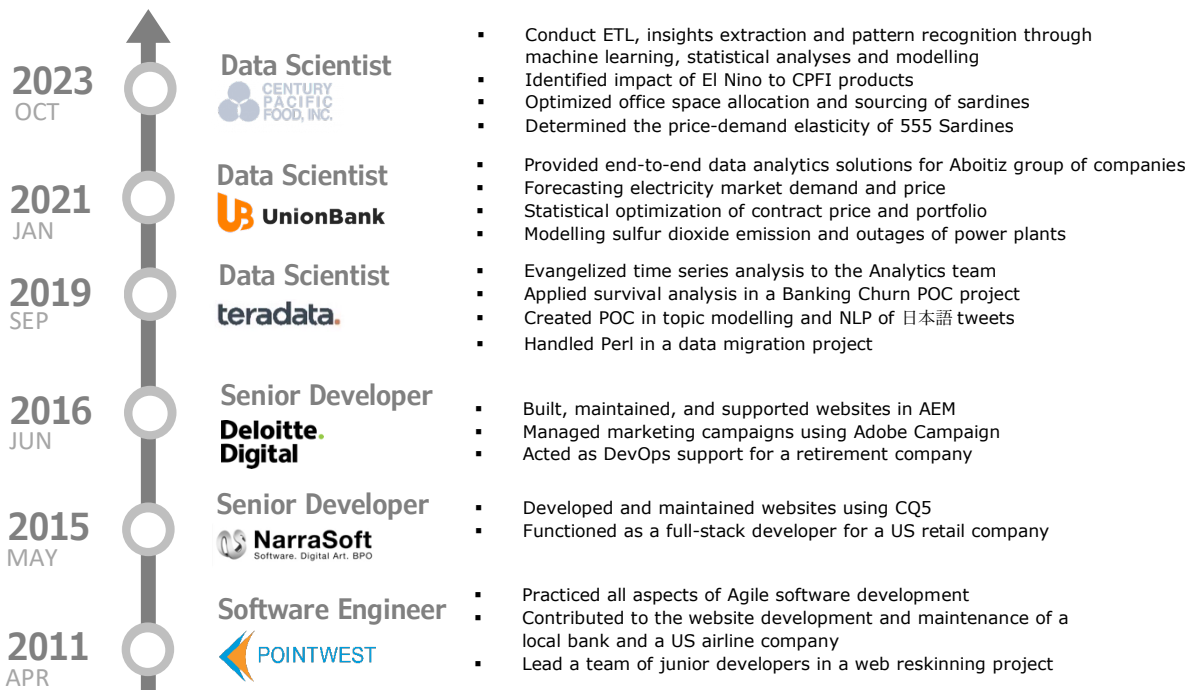 2023
OCT
Data Scientist
CENTURY
PACIFIC
FOOD, INC.
▪ Conduct ETL, insights extraction and pattern recognition through
machine learning, statistical analyses and modelling
▪ Identified impact of El Nino to CPFI products
▪ Optimized office space allocation and sourcing of sardines
▪ Determined the price-demand elasticity of 555 Sardines
2021
JAN
Data Scientist
UB UnionBank
▪ Provided end-to-end data analytics solutions for Aboitiz group of companies
▪ Forecasting electricity market demand and price
▪ Statistical optimization of contract price and portfolio
▪ Modelling sulfur dioxide emission and outages of power plants
2019
SEP
Data Scientist
teradata.
▪ Evangelized time series analysis to the Analytics team
▪ Applied survival analysis in a Banking Churn POC project
▪ Created POC in topic modelling and NLP of 日本語 tweets
▪ Handled Perl in a data migration project
2016
JUN
Senior Developer
Deloitte.
Digital
▪ Built, maintained, and supported websites in AEM
▪ Managed marketing campaigns using Adobe Campaign
▪ Acted as DevOps support for a retirement company
2015
MAY
Senior Developer
NarraSoft
Software. Digital Art. BPO
▪ Developed and maintained websites using CQ5
▪ Functioned as a full-stack developer for a US retail company
2011
APR
Software Engineer
POINTWEST
▪ Practiced all aspects of Agile software development
▪ Contributed to the website development and maintenance of a
local bank and a US airline company
▪ Lead a team of junior developers in a web reskinning project